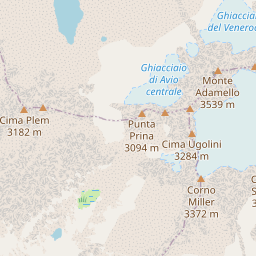 Ghiacciaio
del Venero
Ghiacciaio
di Avio
centrale
Monte
Adamello
3539 m
Cima Plem
3182 m
Punta
Prina
3094 m
Cima Ugolini
3284 m
Corno
Miller
3372 m
C
S